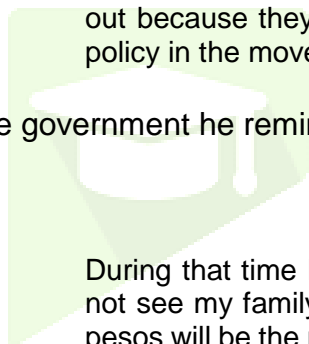 out because they
policy in the move
e government he remin
During that time
not see my family
pesos will be the